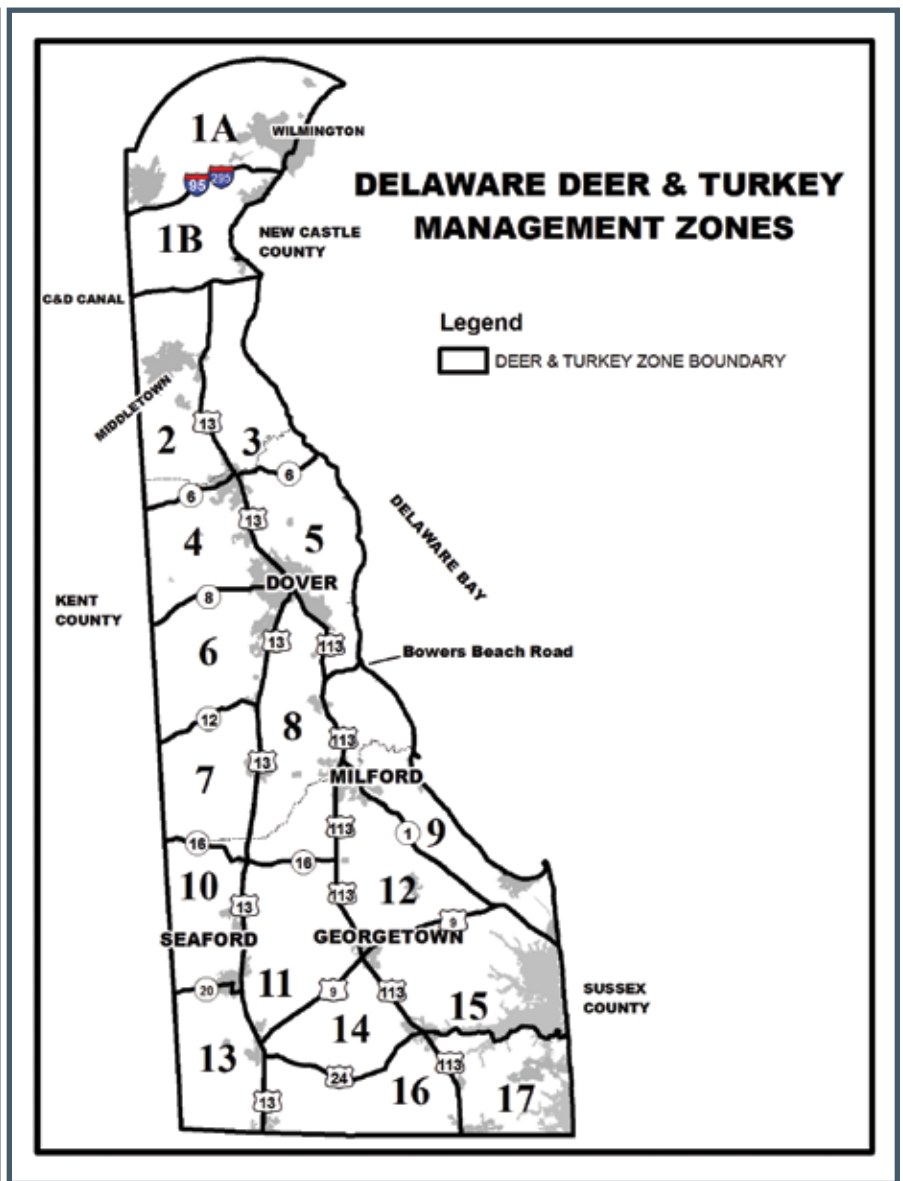 1A
WILMINGTON
95
295
DELAWARE DEER & TURKEY
MANAGEMENT ZONES
1B
NEW CASTLE
COUNTY
C&D CANAL
Legend
DEER & TURKEY ZONE BOUNDARY
MIDDLETOWN
13
2
3
6
6
13
4
5
DELAWARE BAY
DOVER
8
KENT
COUNTY
6
13
113
Bowers Beach Road
12
8
113
13
7
MILFORD
113
1
9
16
16
10
113
12
13
9
SEAFORD
GEORGETOWN
20
11
9
113
15
SUSSEX
COUNTY
14
13
24
113
16
17
13